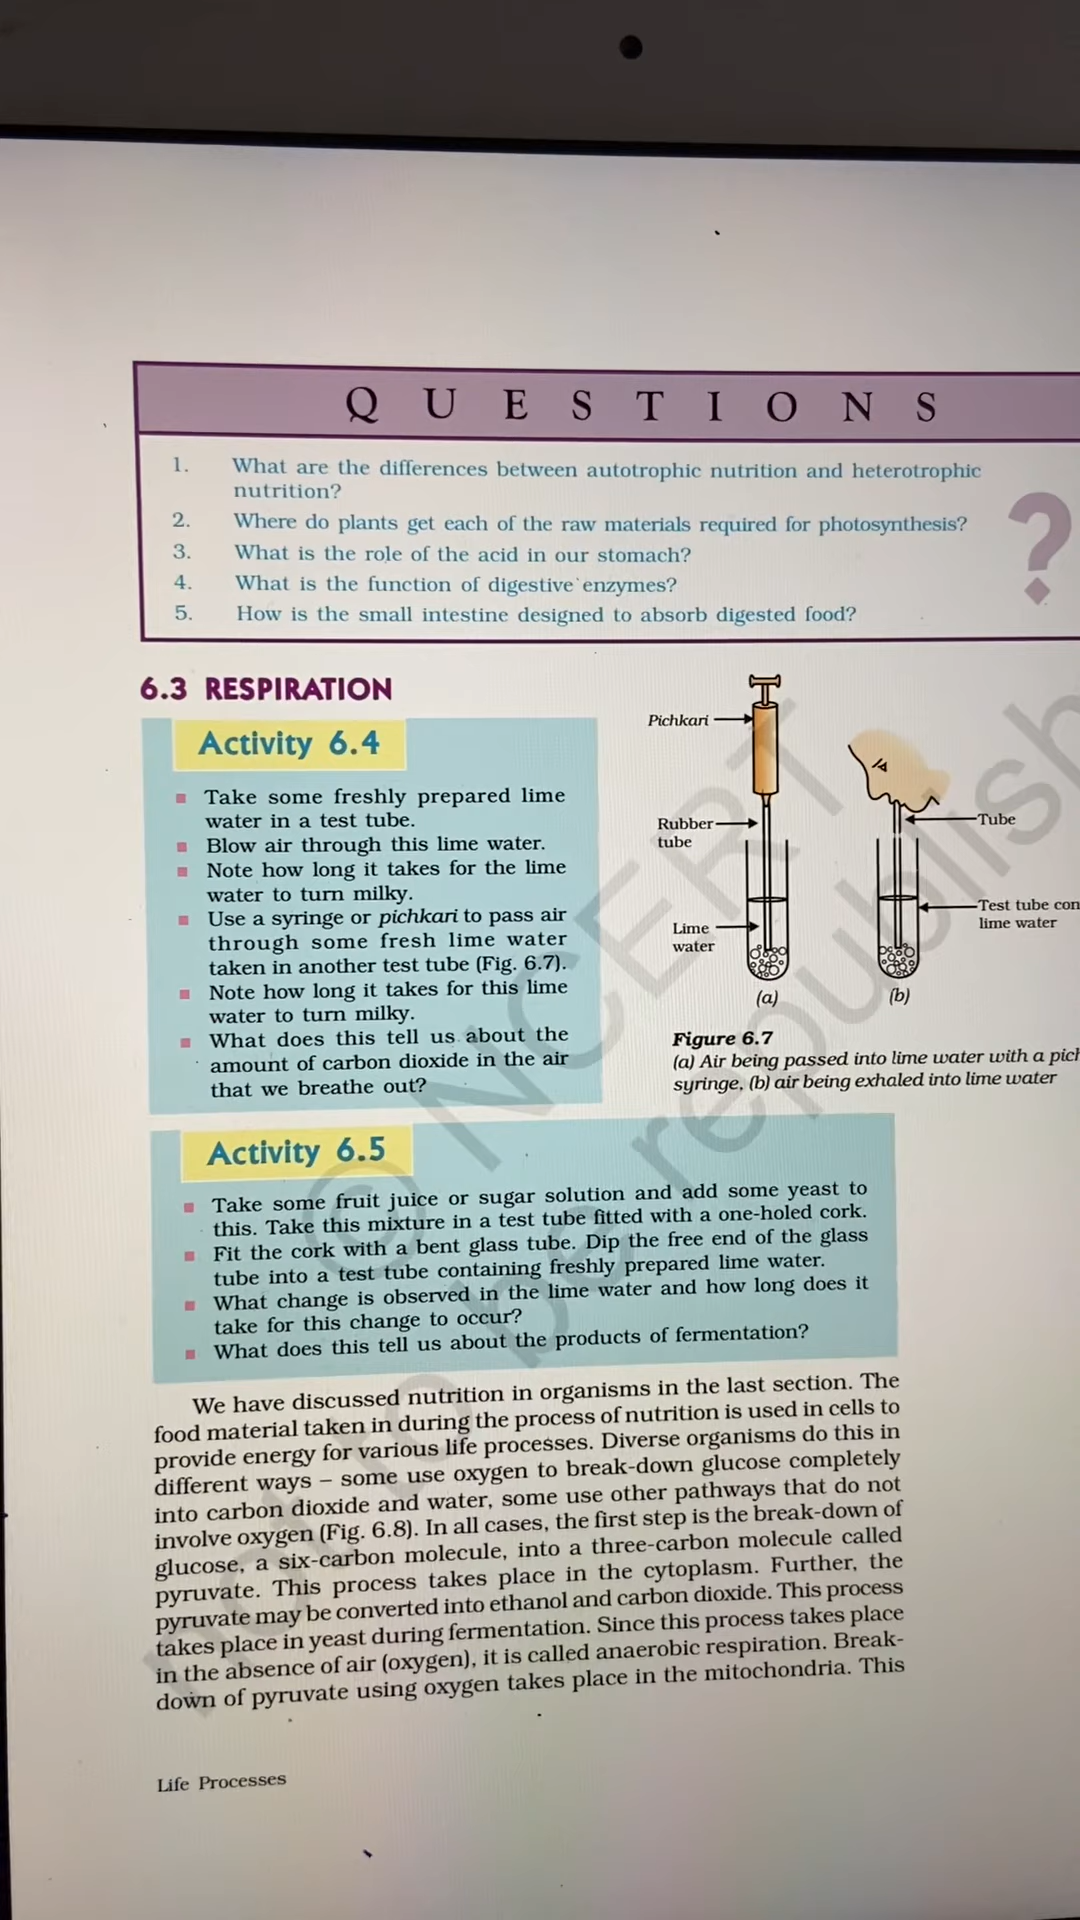 Q U E S T I O N S
1. What are the differences between autotrophic nutrition and heterotrophic
nutrition?
2. Where do plants get each of the raw materials required for photosynthesis?
3. What is the role of the acid in our stomach?
4. What is the function of digestive enzymes?
5. How is the small intestine designed to absorb digested food?
?
6.3 RESPIRATION
Activity 6.4
Take some freshly prepared lime
water in a test tube.
Blow air through this lime water.
Note how long it takes for the lime
water to turn milky.
Use a syringe or pichkari to pass air
through some fresh lime water
taken in another test tube (Fig. 6.7).
Note how long it takes for this lime
water to turn milky.
What does this tell us about the
amount of carbon dioxide in the air
that we breathe out?
Pichkari
Rubber
tube
Lime
water
(a)
Tube
Test tube con
lime water
(b)
Figure 6.7
(a) Air being passed into lime water with a pich
syringe, (b) air being exhaled into lime water
Activity 6.5
Take some fruit juice or sugar solution and add some yeast to
this. Take this mixture in a test tube fitted with a one-holed cork.
Fit the cork with a bent glass tube. Dip the free end of the glass
tube into a test tube containing freshly prepared lime water.
What change is observed in the lime water and how long does it
take for this change to occur?
What does this tell us about the products of fermentation?
We have discussed nutrition in organisms in the last section. The
food material taken in during the process of nutrition is used in cells to
provide energy for various life processes. Diverse organisms do this in
different ways – some use oxygen to break-down glucose completely
into carbon dioxide and water, some use other pathways that do not
involve oxygen (Fig. 6.8). In all cases, the first step is the break-down of
glucose, a six-carbon molecule, into a three-carbon molecule called
pyruvate. This process takes place in the cytoplasm. Further, the
pyruvate may be converted into ethanol and carbon dioxide. This process
takes place in yeast during fermentation. Since this process takes place
in the absence of air (oxygen), it is called anaerobic respiration. Break-
down of pyruvate using oxygen takes place in the mitochondria. This
Life Processes
© NCERT
not to be republish